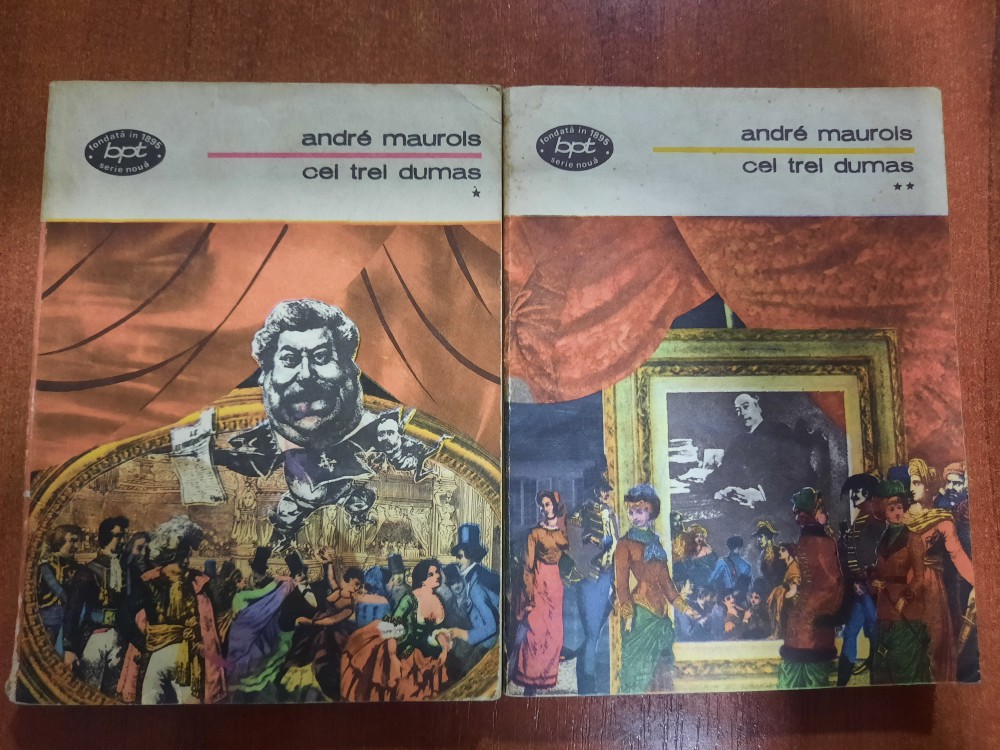 fondată în 1895
bpt
serie nouă
andré maurois
cei trei dumas
★
fondată în 1895
bpt
serie nouă
andré maurois
cei trei dumas
★★